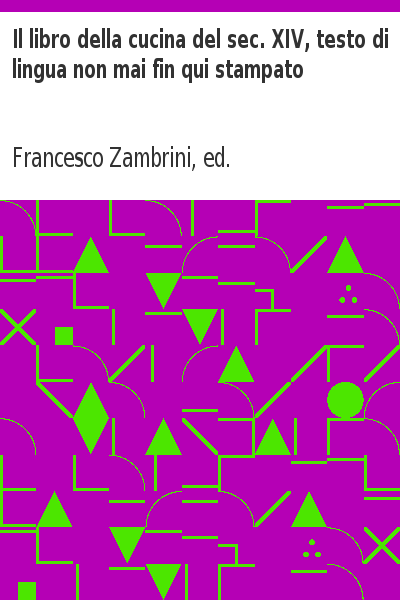 Il libro della cucina del sec. XIV, testo di
lingua non mai fin qui stampato
Francesco Zambrini, ed.